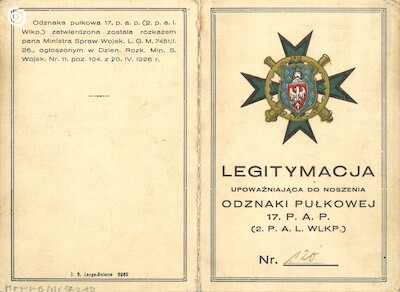 Odznaka pułkowa 17. p. a. p. (2. p. a. l.
Wlkp.) zatwierdzona została rozkazem
pana Ministra Spraw Wojsk. L. G. M. 745/t.j.
26., ogłoszonym w Dzien. Rozk. Min. S.
Wojsk. Nr. 11. poz. 104. z 20. IV. 1926 r.
LEGITYMACJA
UPOWAŻNIAJĄCA DO NOSZENIA
ODZNAKI PUŁKOWEJ
17. P. A. P.
(2. P. A. L. WLKP.)
Nr. 120